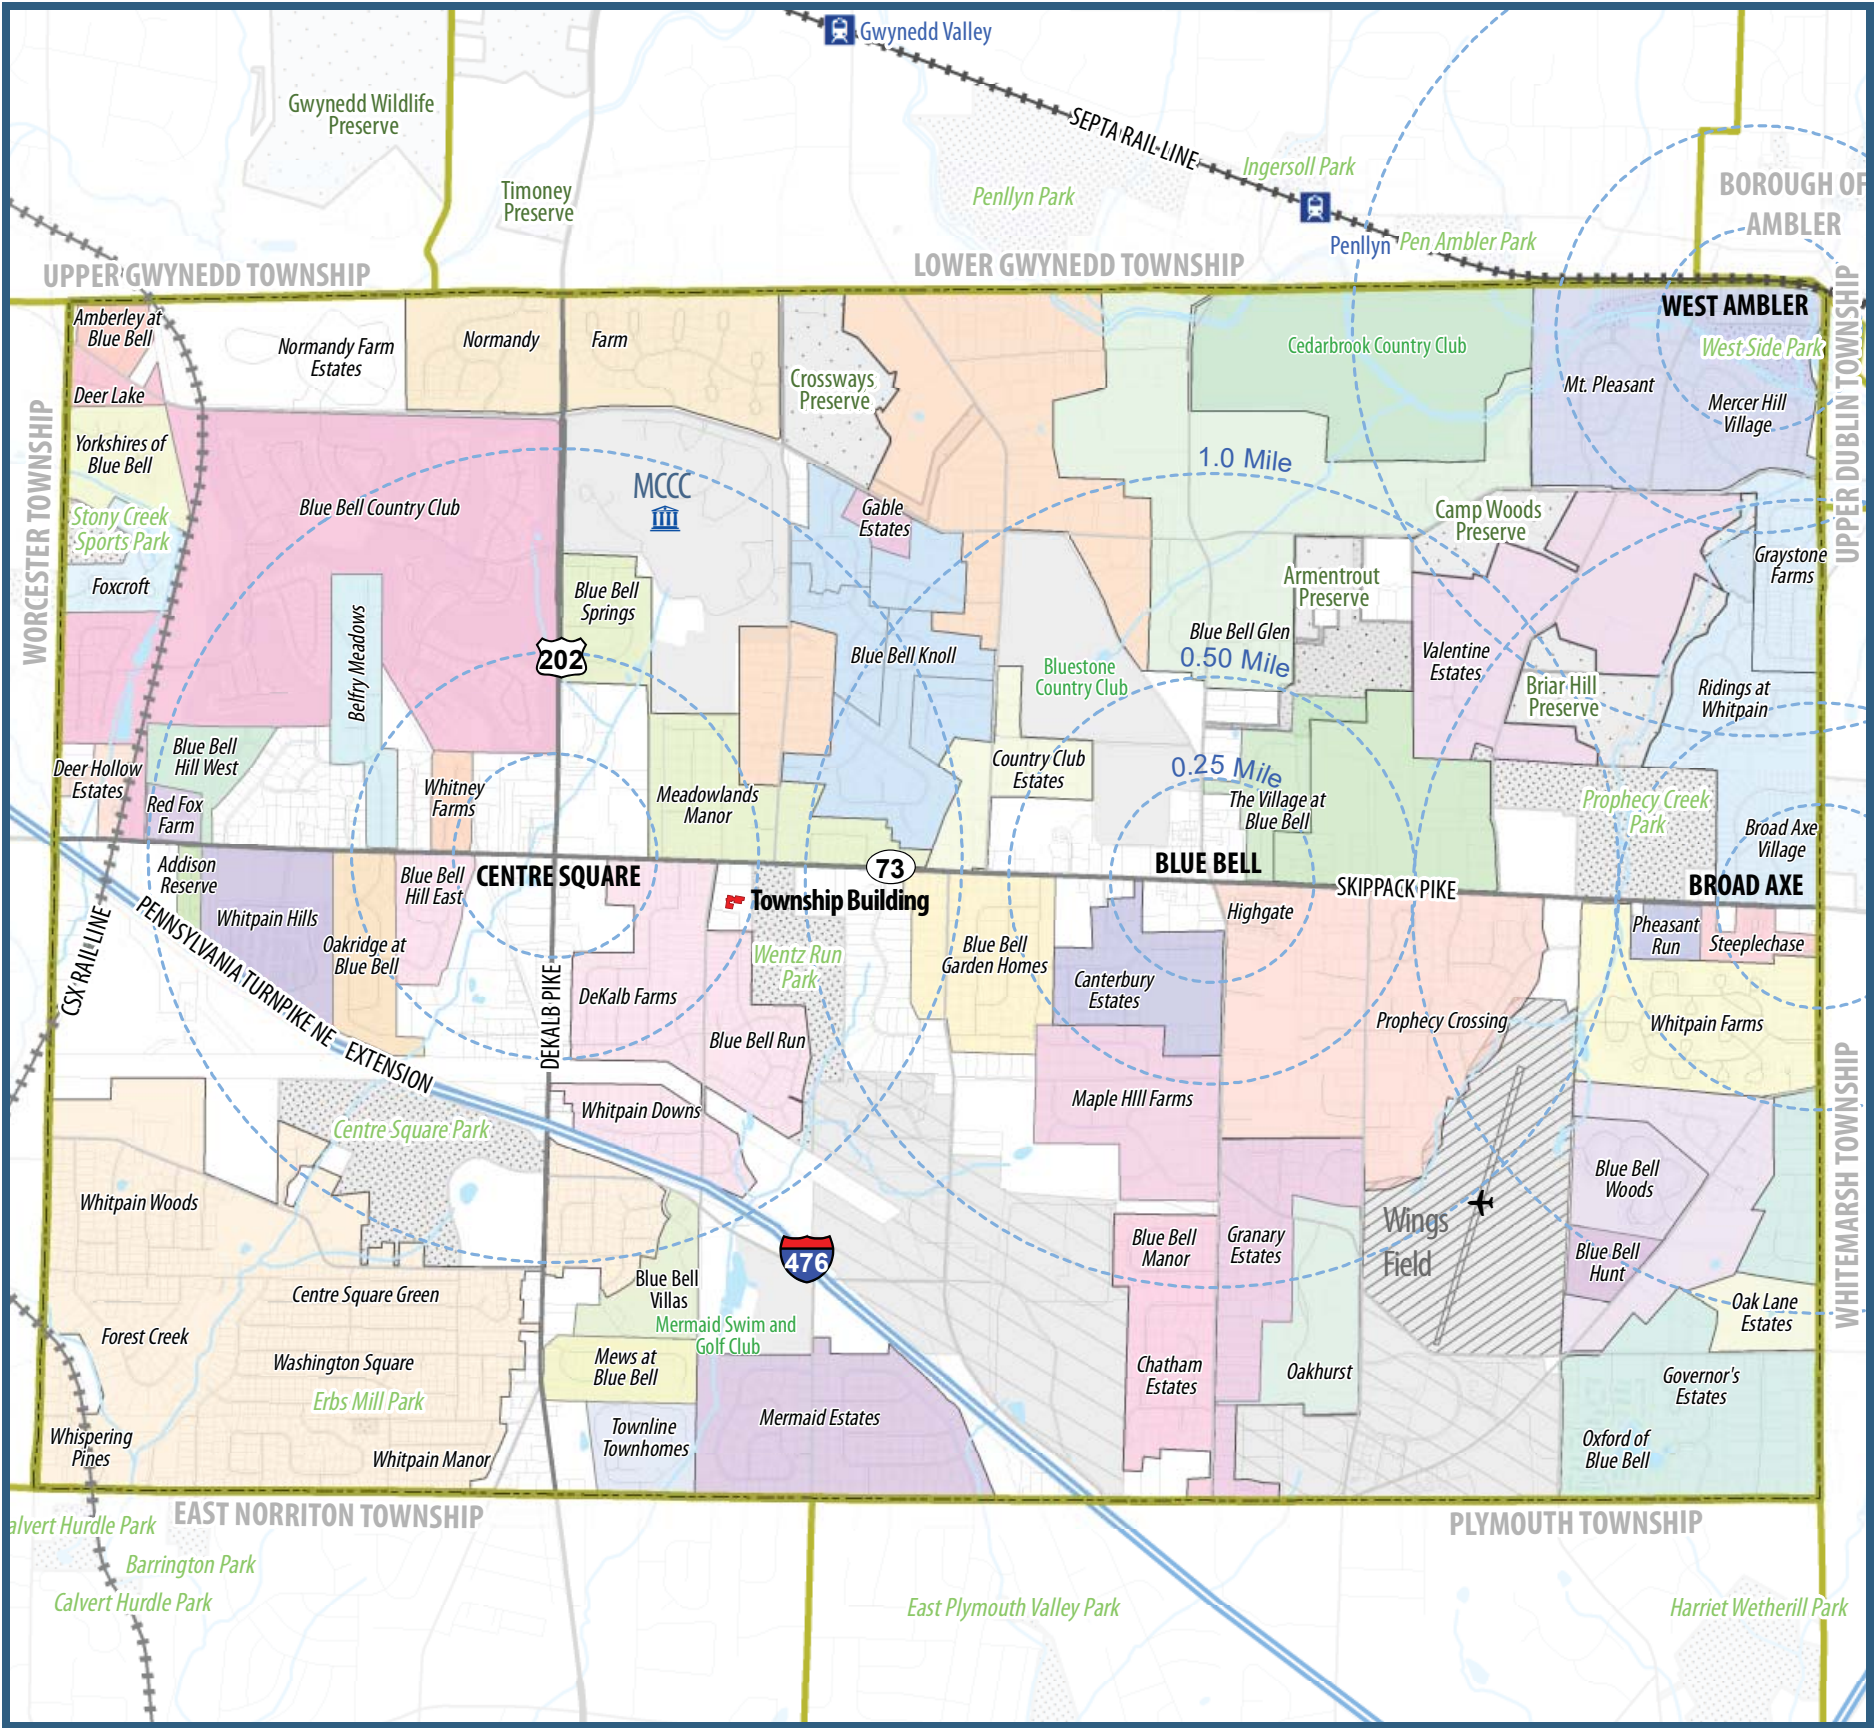 Gwynedd Valley
Gwynedd Wildlife
Preserve
SEPTA RAIL LINE
Ingersoll Park
Timoney
Preserve
Penllyn Park
BOROUGH OF
AMBLER
Penllyn
Pen Ambler Park
UPPER GWYNEDD TOWNSHIP
LOWER GWYNEDD TOWNSHIP
UPPER DUBLIN TOWNSHIP
WEST AMBLER
West Side Park
Amberley at
Blue Bell
Normandy Farm
Estates
Normandy
Farm
Cedarbrook Country Club
Crossways
Preserve
Mt. Pleasant
Mercer Hill
Village
Deer Lake
WORCESTER TOWNSHIP
Yorkshires of
Blue Bell
1.0 Mile
MCCC
Blue Bell Country Club
Gable
Estates
Camp Woods
Preserve
Stony Creek
Sports Park
Graystone
Farms
Foxcroft
Armentrout
Preserve
Blue Bell
Springs
Belfry Meadows
202
Blue Bell Knoll
Blue Bell Glen
0.50 Mile
Bluestone
Country Club
Valentine
Estates
Briar Hill
Preserve
Ridings at
Whitpain
Blue Bell
Hill West
Deer Hollow
Estates
Country Club
Estates
0.25 Mile
Whitney
Farms
Red Fox
Farm
Meadowlands
Manor
The Village at
Blue Bell
Prophecy Creek
Park
Broad Axe
Village
Addison
Reserve
Blue Bell
Hill East
CENTRE SQUARE
73
BLUE BELL
SKIPPACK PIKE
BROAD AXE
Township Building
Whitpain Hills
Oakridge at
Blue Bell
Highgate
Pheasant
Run
Steeplechase
CSX RAIL LINE
PENNSYLVANIA TURNPIKE NE - EXTENSION
DEKALB PIKE
Wentz Run
Park
Blue Bell
Garden Homes
Canterbury
Estates
DeKalb Farms
Blue Bell Run
Prophecy Crossing
Whitpain Farms
WHITEMARSH TOWNSHIP
Whitpain Downs
Maple HIll Farms
Centre Square Park
Whitpain Woods
Blue Bell
Woods
Wings
Field
Blue Bell
Manor
Granary
Estates
Blue Bell
Hunt
476
Blue Bell
Villas
Centre Square Green
Oak Lane
Estates
Mermaid Swim and
Golf Club
Forest Creek
Washington Square
Mews at
Blue Bell
Chatham
Estates
Oakhurst
Governor's
Estates
Erbs Mill Park
Mermaid Estates
Whispering
Pines
Whitpain Manor
Townline
Townhomes
Oxford of
Blue Bell
EAST NORRITON TOWNSHIP
PLYMOUTH TOWNSHIP
alvert Hurdle Park
Barrington Park
Calvert Hurdle Park
East Plymouth Valley Park
Harriet Wetherill Park